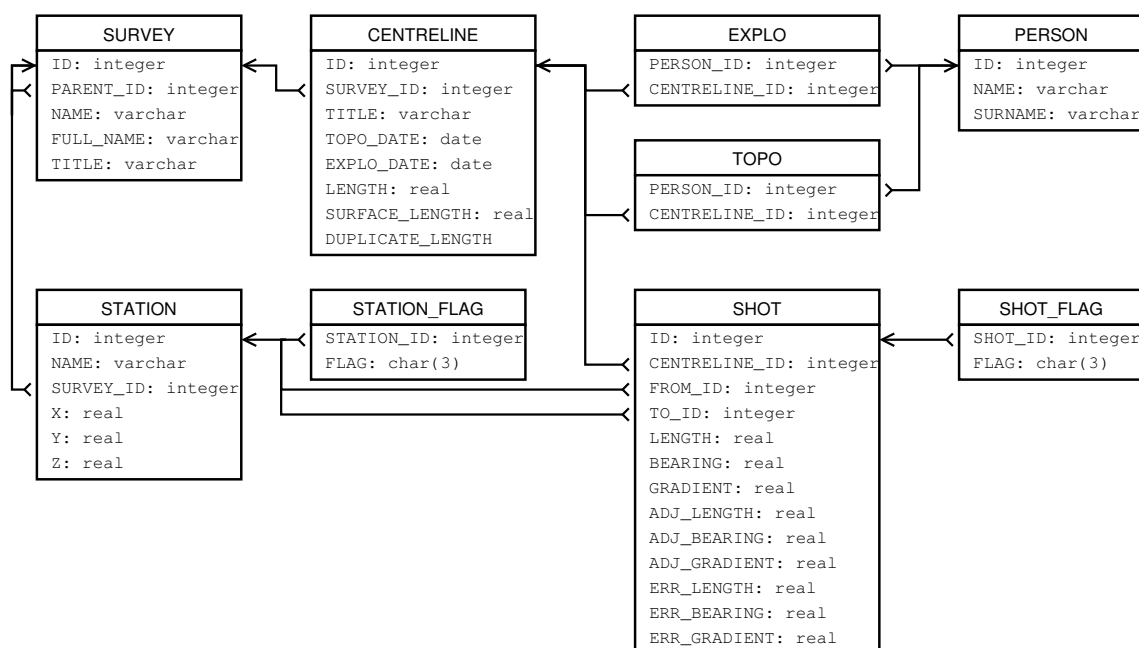 SURVEY
ID: integer
PARENT_ID: integer
NAME: varchar
FULL_NAME: varchar
TITLE: varchar
CENTRELINE
ID: integer
SURVEY_ID: integer
TITLE: varchar
TOPO_DATE: date
EXPLO_DATE: date
LENGTH: real
SURFACE_LENGTH: real
DUPLICATE_LENGTH
EXPLO
PERSON_ID: integer
CENTRELINE_ID: integer
PERSON
ID: integer
NAME: varchar
SURNAME: varchar
TOPO
PERSON_ID: integer
CENTRELINE_ID: integer
STATION
ID: integer
NAME: varchar
SURVEY_ID: integer
X: real
Y: real
Z: real
STATION_FLAG
STATION_ID: integer
FLAG: char(3)
SHOT
ID: integer
CENTRELINE_ID: integer
FROM_ID: integer
TO_ID: integer
LENGTH: real
BEARING: real
GRADIENT: real
ADJ_LENGTH: real
ADJ_BEARING: real
ADJ_GRADIENT: real
ERR_LENGTH: real
ERR_BEARING: real
ERR_GRADIENT: real
SHOT_FLAG
SHOT_ID: integer
FLAG: char(3)